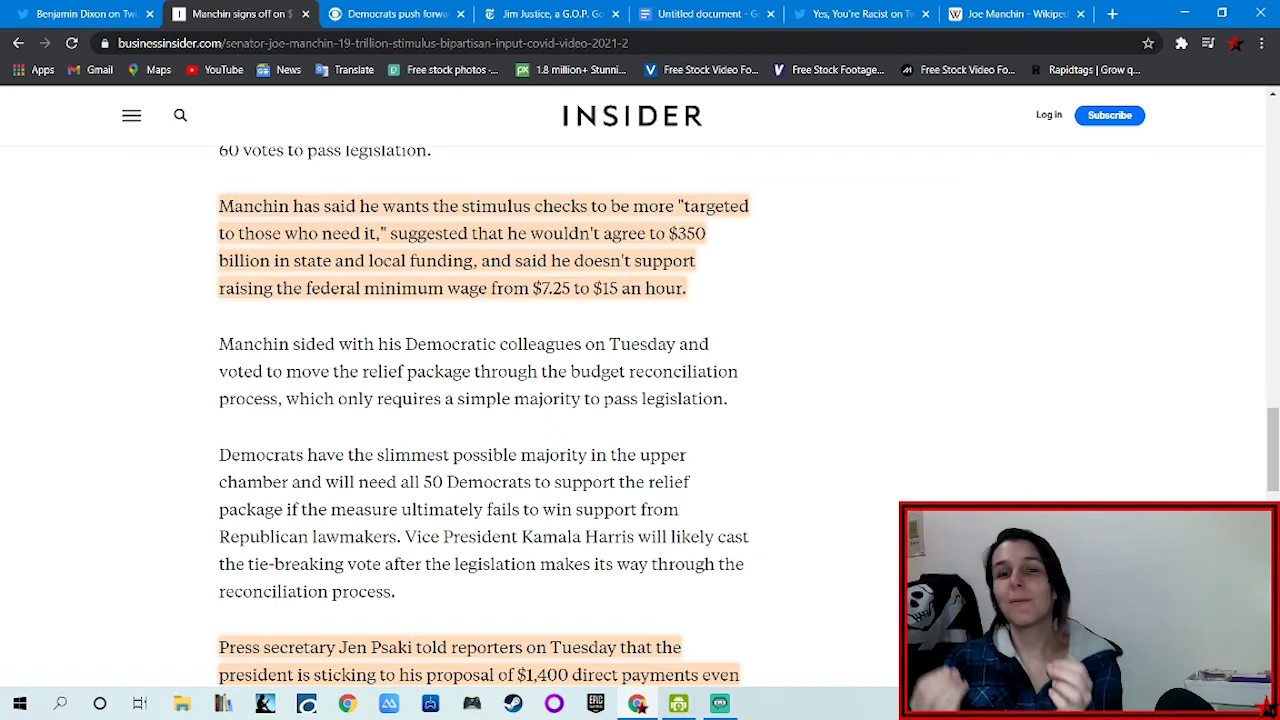 Benjamin Dixon on Twi
Manchin signs off on $
Democrats push forwa
Jim Justice, a G.O.P. Go
Untitled document - Go
Yes, You're Racist on Tw
Joe Manchin - Wikiped
businessinsider.com/senator-joe-manchin-19-trillion-stimulus-bipartisan-input-covid-video-2021-2
Apps
Gmail
Maps
YouTube
News
Translate
Free stock photos ·...
1.8 million+ Stunni...
Free Stock Video Fo...
Free Stock Footage...
Free Stock Video Fo...
Rapidtags | Grow q...
INSIDER
Log in
Subscribe
60 votes to pass legislation.
Manchin has said he wants the stimulus checks to be more "targeted
to those who need it," suggested that he wouldn't agree to $350
billion in state and local funding, and said he doesn't support
raising the federal minimum wage from $7.25 to $15 an hour.
Manchin sided with his Democratic colleagues on Tuesday and
voted to move the relief package through the budget reconciliation
process, which only requires a simple majority to pass legislation.
Democrats have the slimmest possible majority in the upper
chamber and will need all 50 Democrats to support the relief
package if the measure ultimately fails to win support from
Republican lawmakers. Vice President Kamala Harris will likely cast
the tie-breaking vote after the legislation makes its way through the
reconciliation process.
Press secretary Jen Psaki told reporters on Tuesday that the
president is sticking to his proposal of $1,400 direct payments even